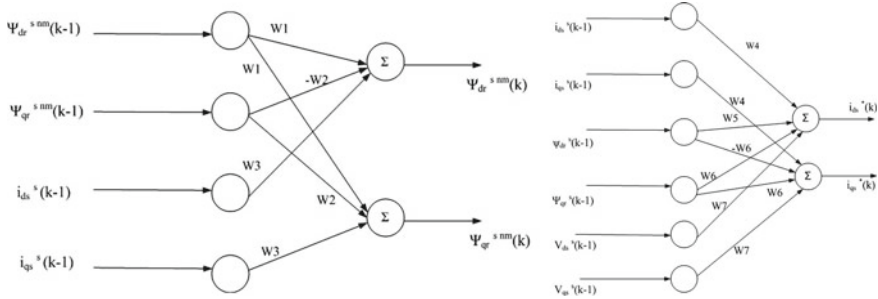 Ψdr s nm(k-1)
W1
Σ
Ψdr s nm(k)
W1
-W2
Ψqr s nm(k-1)
W3
ids s (k-1)
W2
Σ
Ψqr s nm(k)
W3
iqs s (k-1)
ids s(k-1)
W4
iqs s(k-1)
W4
W5
Σ
ids *(k)
ψdr s(k-1)
-W6
W6
Σ
iqs *(k)
W6
Ψqr s(k-1)
W7
Vds s(k-1)
W7
Vqs s(k-1)